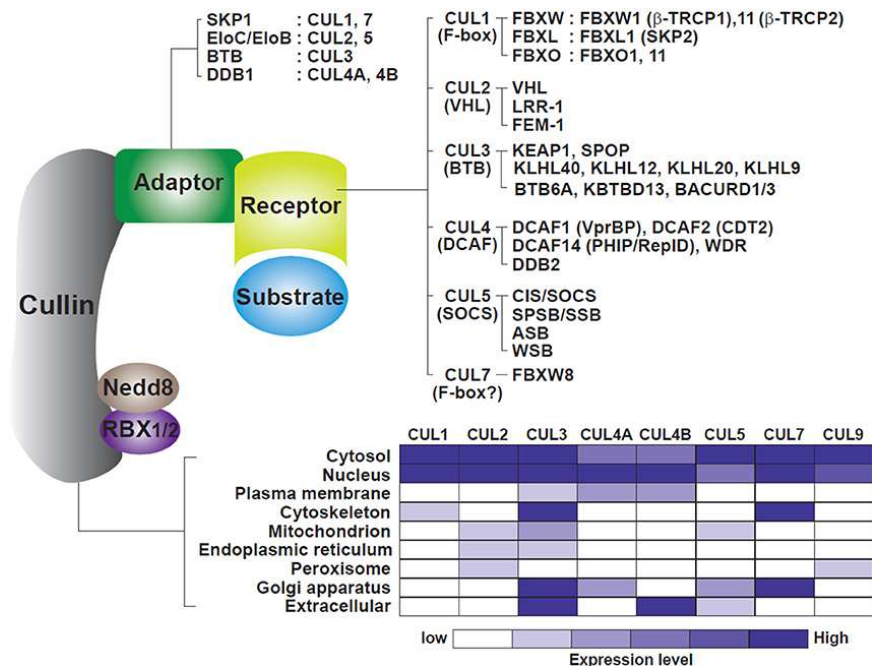 SKP1 : CUL1, 7
EloC/EloB : CUL2, 5
BTB : CUL3
DDB1 : CUL4A, 4B
Adaptor
Receptor
Substrate
Cullin
Nedd8
RBX1/2
CUL1
(F-box)
FBXW : FBXW1 (β-TRCP1),11 (β-TRCP2)
FBXL : FBXL1 (SKP2)
FBXO : FBXO1, 11
CUL2
(VHL)
VHL
LRR-1
FEM-1
CUL3
(BTB)
KEAP1, SPOP
KLHL40, KLHL12, KLHL20, KLHL9
BTB6A, KBTBD13, BACURD1/3
CUL4
(DCAF)
DCAF1 (VprBP), DCAF2 (CDT2)
DCAF14 (PHIP/RepID), WDR
DDB2
CUL5
(SOCS)
CIS/SOCS
SPSB/SSB
ASB
WSB
CUL7
(F-box?)
FBXW8
CUL1 CUL2 CUL3 CUL4A CUL4B CUL5 CUL7 CUL9
Cytosol
Nucleus
Plasma membrane
Cytoskeleton
Mitochondrion
Endoplasmic reticulum
Peroxisome
Golgi apparatus
Extracellular
low High
Expression level